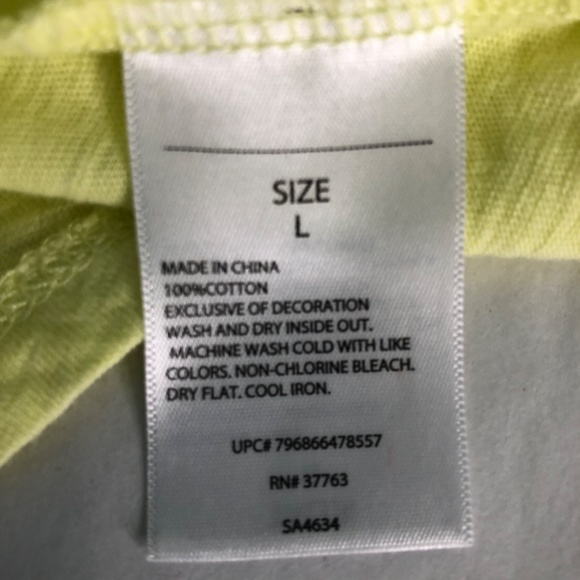 SIZE
L
MADE IN CHINA
100%COTTON
EXCLUSIVE OF DECORATION
WASH AND DRY INSIDE OUT.
MACHINE WASH COLD WITH LIKE
COLORS. NON-CHLORINE BLEACH.
DRY FLAT. COOL IRON.
UPC# 796866478557
RN# 37763
SA4634